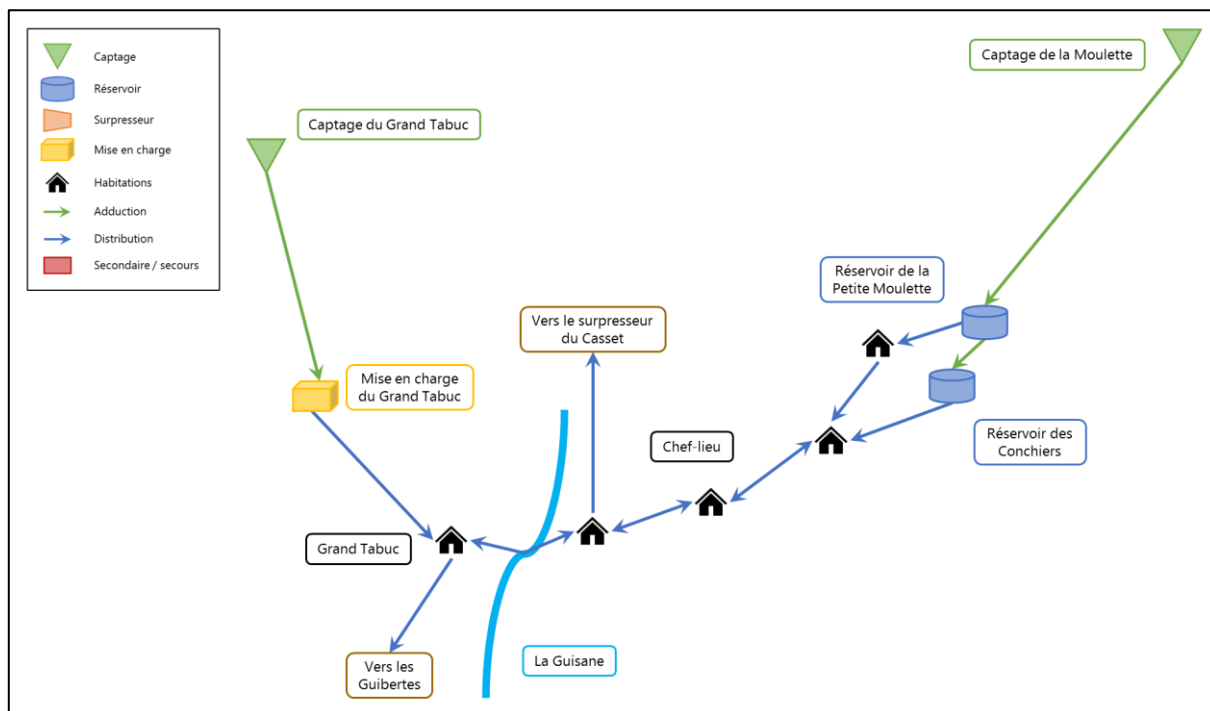 Captage
Réservoir
Surpresseur
Mise en charge
Habitations
Adduction
Distribution
Secondaire / secours
Captage du Grand Tabuc
Captage de la Moulette
Réservoir de la
Petite Moulette
Vers le surpresseur
du Casset
Mise en charge
du Grand Tabuc
Chef-lieu
Réservoir des
Conchiers
Grand Tabuc
Vers les
Guibertes
La Guisane